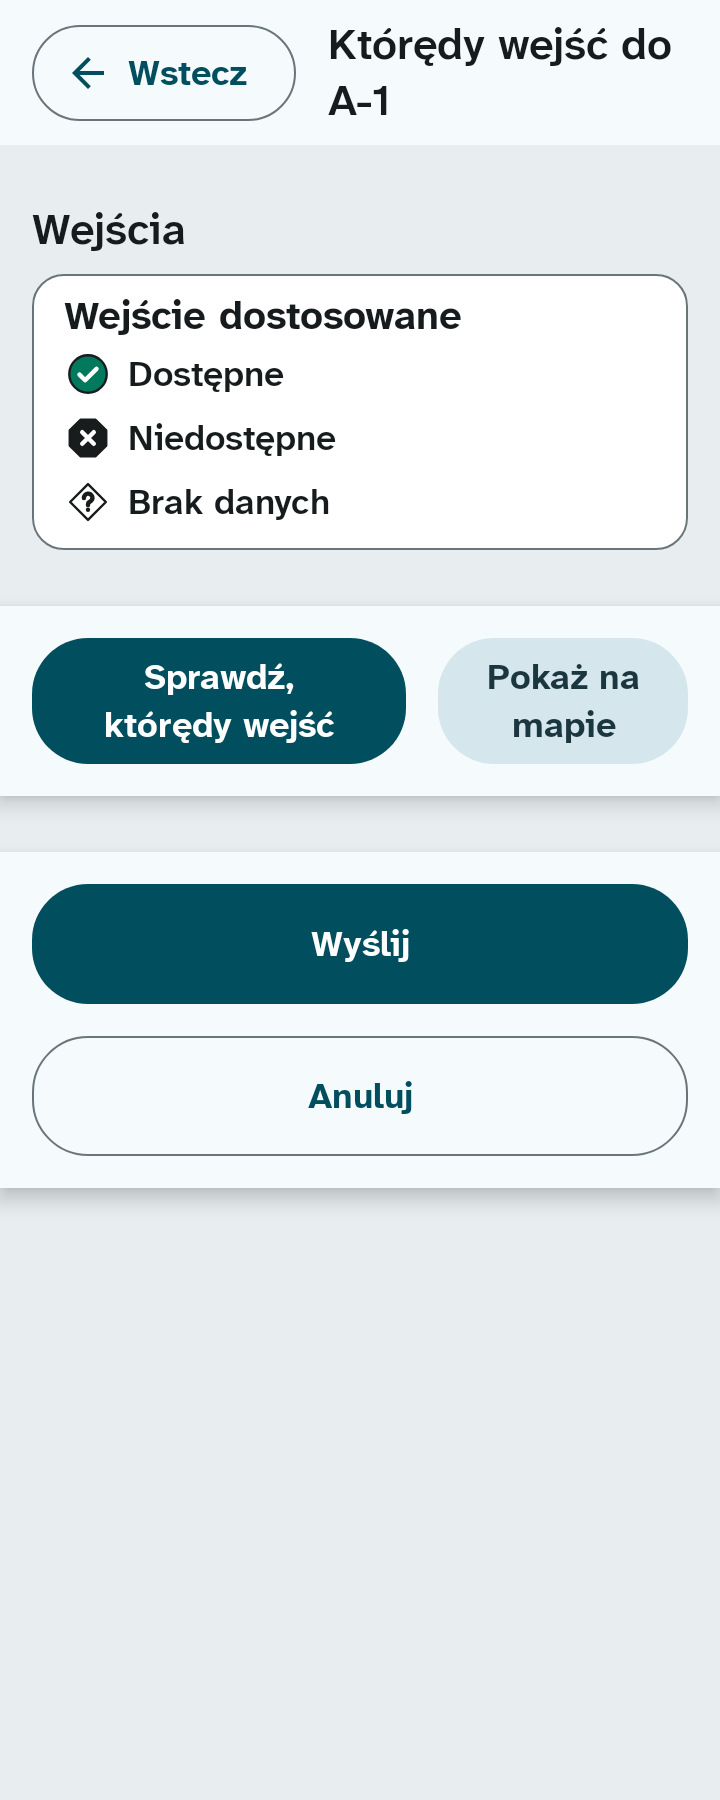 Wstecz
Którędy wejść do
A-1
Wejścia
Wejście dostosowane
Dostępne
Niedostępne
Brak danych
Sprawdź,
którędy wejść
Pokaż na
mapie
Wyślij
Anuluj